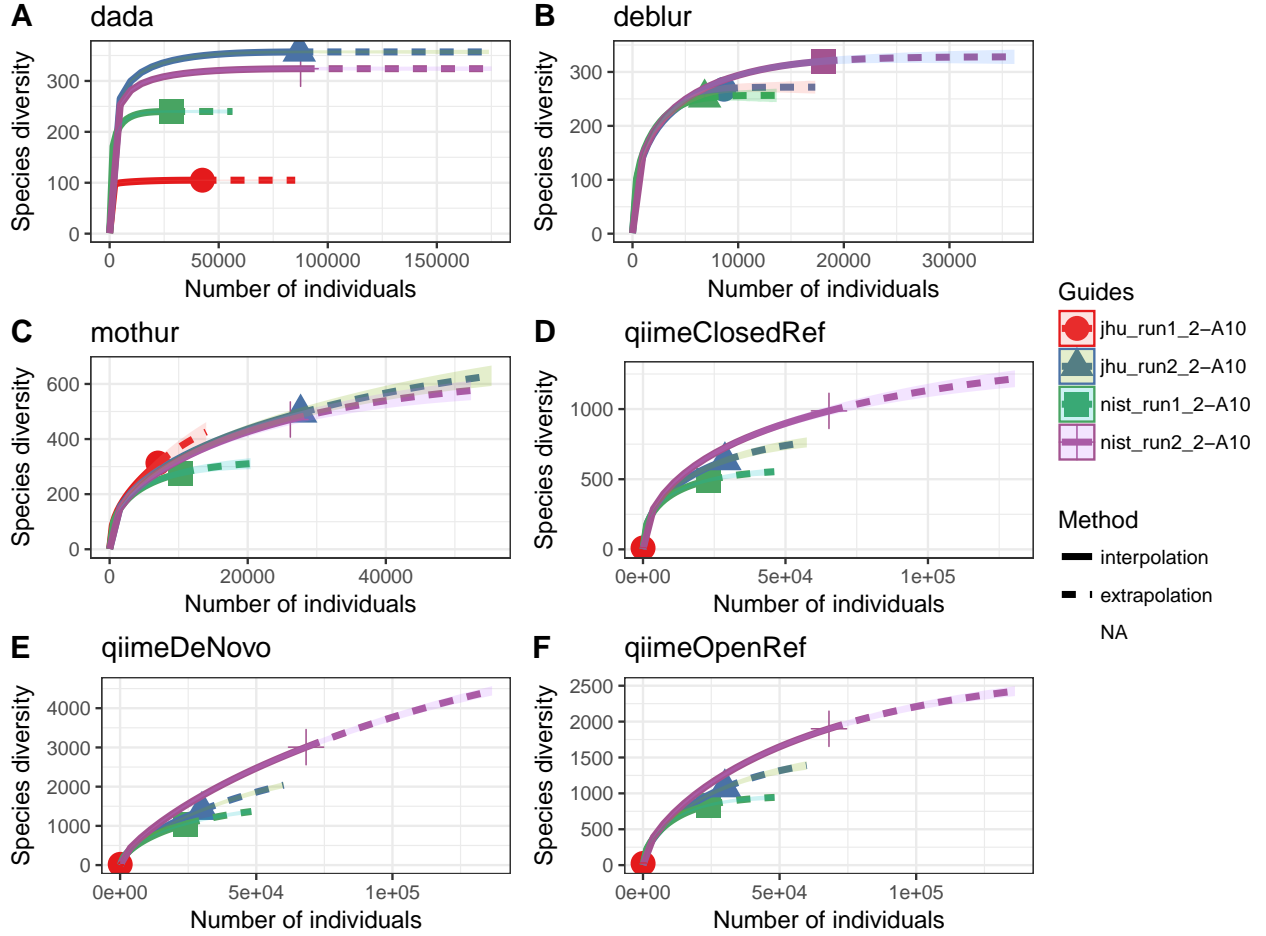 A dada
Species diversity
300
200
100
0
0 50000 100000 150000
Number of individuals
B deblur
Species diversity
300
200
100
0
0 10000 20000 30000
Number of individuals
C mothur
Species diversity
600
400
200
0
0 20000 40000
Number of individuals
D qiimeClosedRef
Species diversity
1000
500
0
0e+00 5e+04 1e+05
Number of individuals
E qiimeDeNovo
Species diversity
4000
3000
2000
1000
0
0e+00 5e+04 1e+05
Number of individuals
F qiimeOpenRef
Species diversity
2500
2000
1500
1000
500
0
0e+00 5e+04 1e+05
Number of individuals
Guides
jhu_run1_2−A10
jhu_run2_2−A10
nist_run1_2−A10
nist_run2_2−A10
Method
interpolation
extrapolation
NA